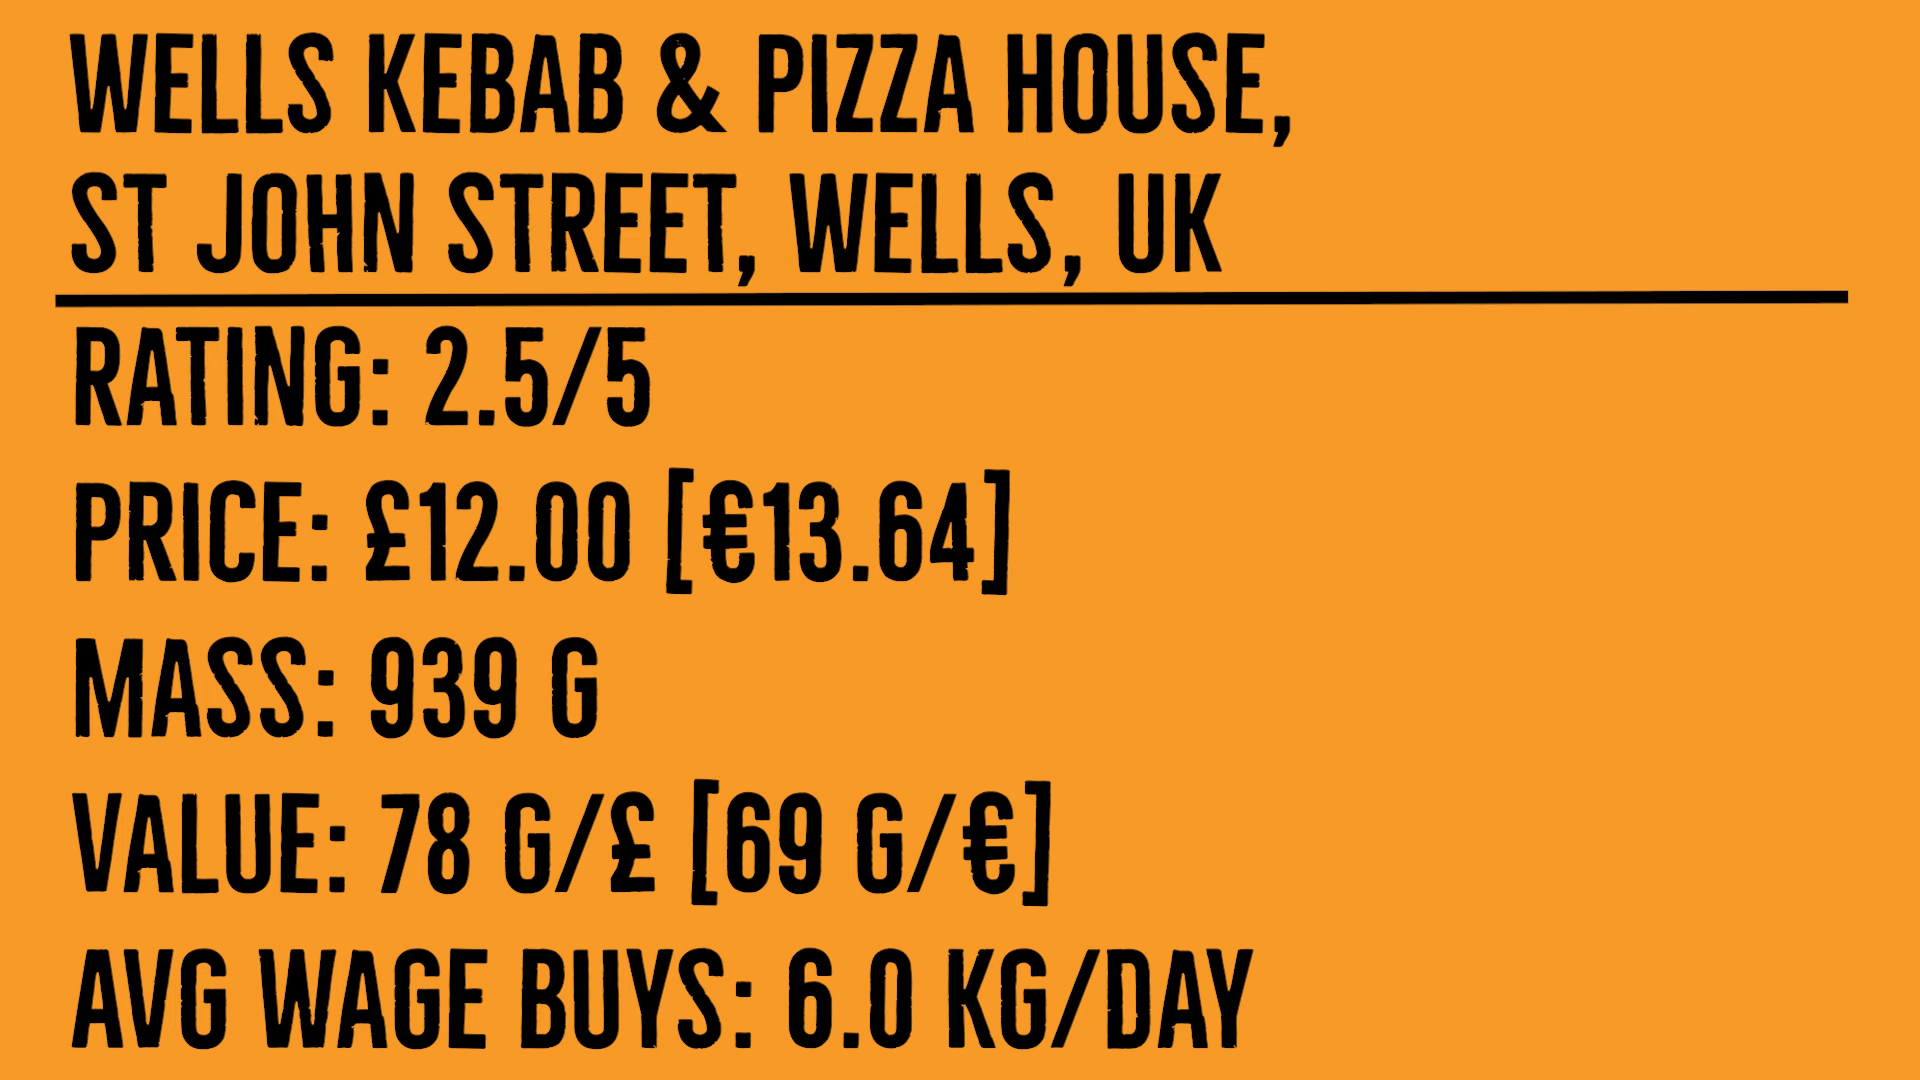 WELLS KEBAB & PIZZA HOUSE,
ST JOHN STREET, WELLS, UK
RATING: 2.5/5
PRICE: £12.00 [€13.64]
MASS: 939 G
VALUE: 78 G/£ [69 G/€]
AVG WAGE BUYS: 6.0 KG/DAY